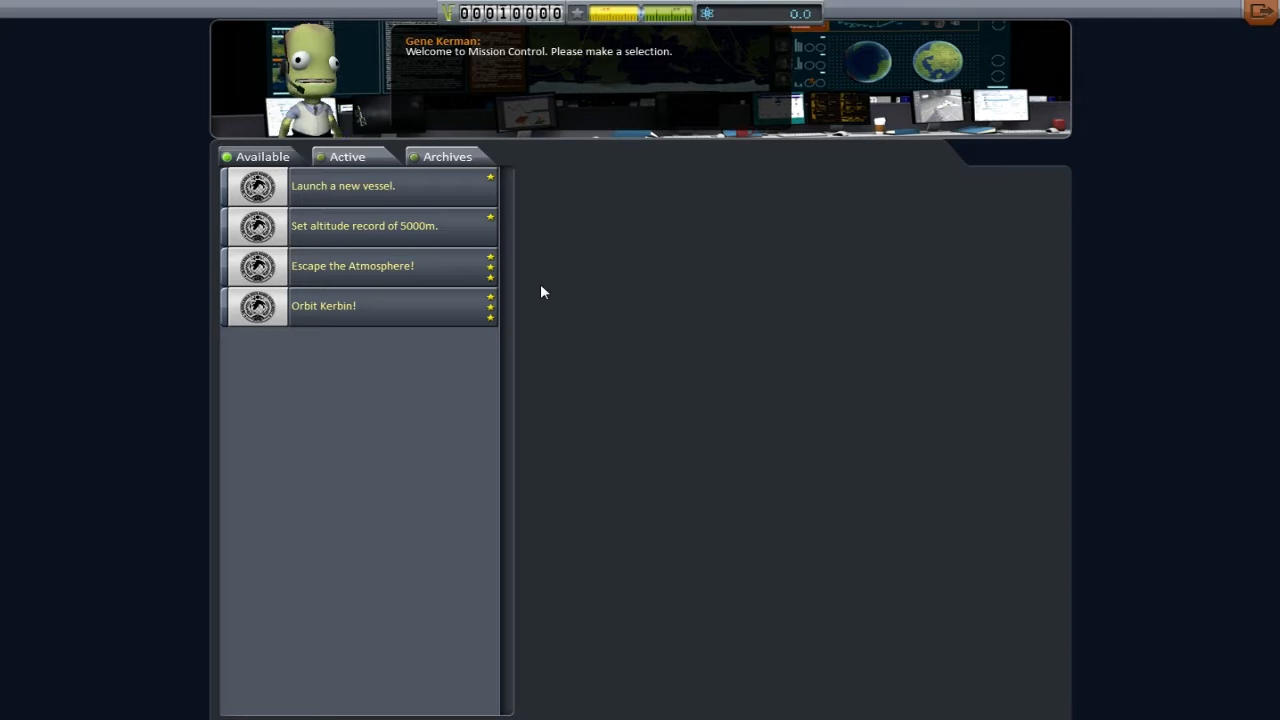 00010000
0.0
Gene Kerman:
Welcome to Mission Control. Please make a selection.
Available
Active
Archives
Launch a new vessel.
Set altitude record of 5000m.
Escape the Atmosphere!
Orbit Kerbin!